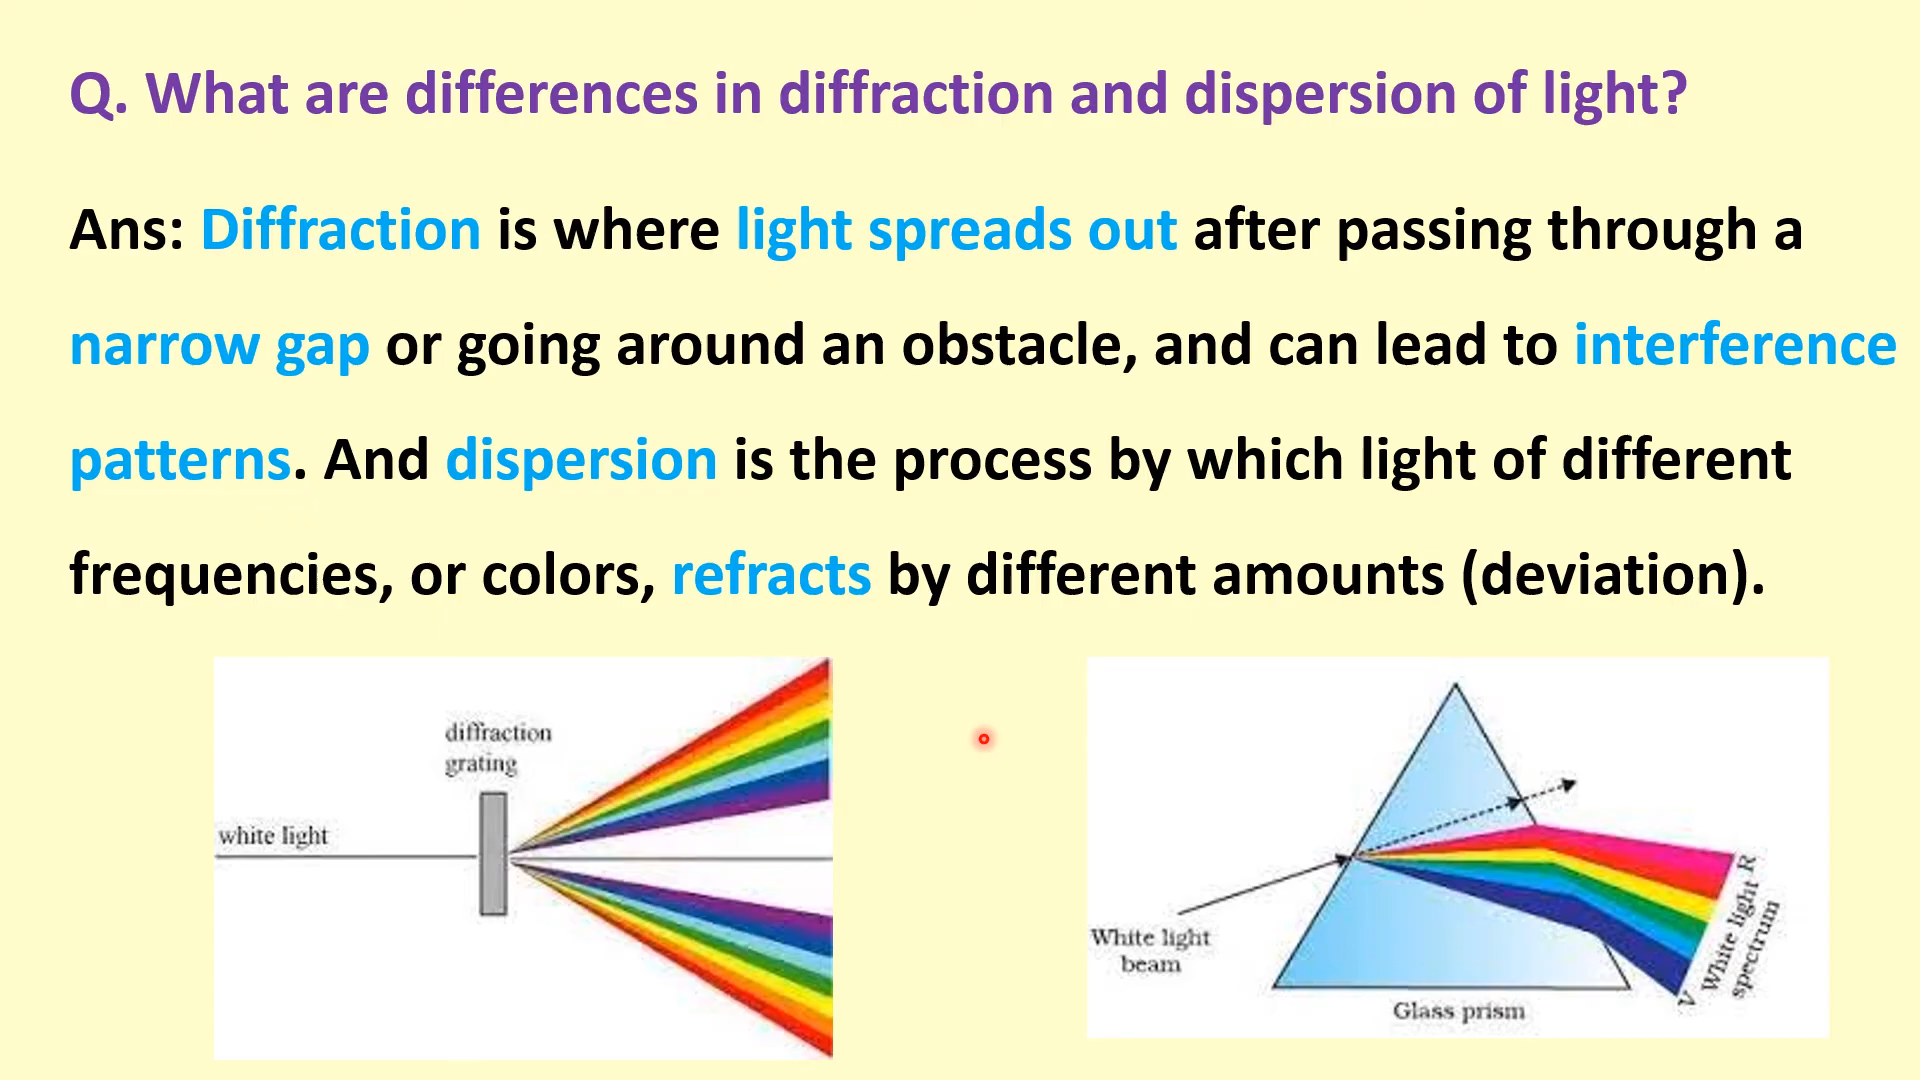 Q. What are differences in diffraction and dispersion of light?
Ans: Diffraction is where light spreads out after passing through a
narrow gap or going around an obstacle, and can lead to interference
patterns. And dispersion is the process by which light of different
frequencies, or colors, refracts by different amounts (deviation).
diffraction
grating
white light
White light
beam
Glass prism
R
White light
spectrum
V